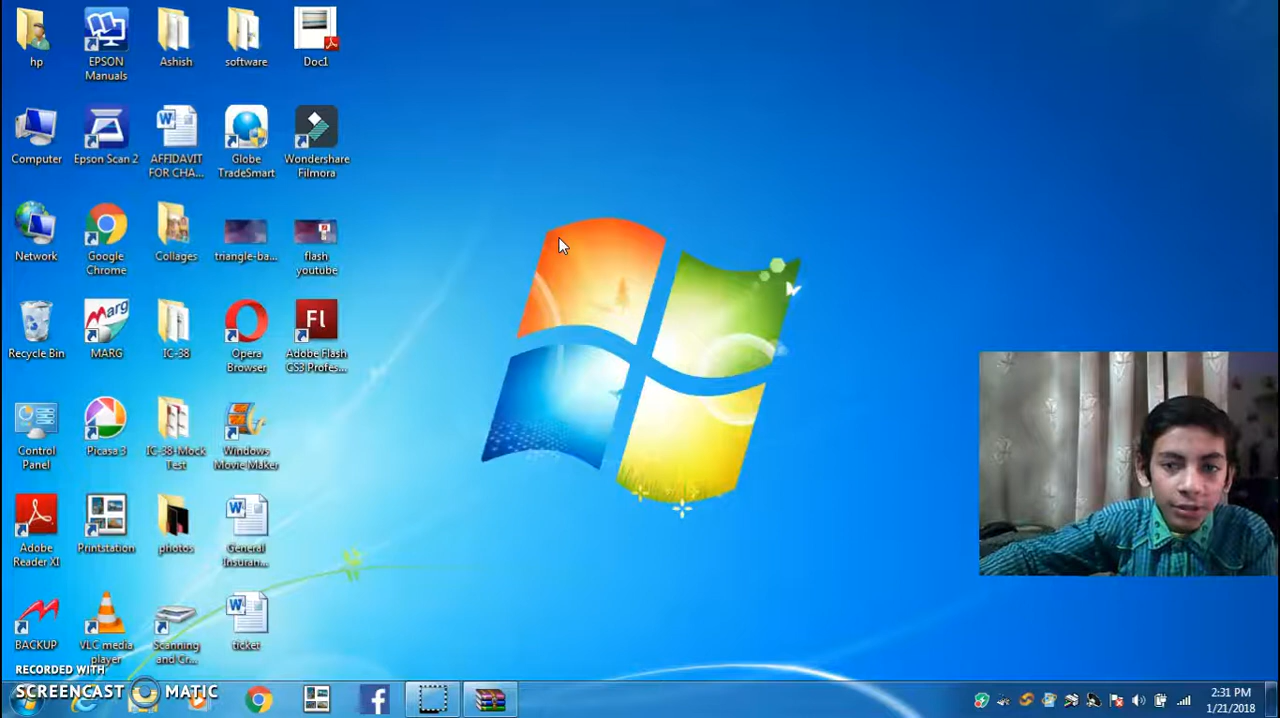 hp
EPSON
Manuals
Ashish
software
Doc1
Computer
Epson Scan 2
AFFIDAVIT
FOR CHA...
Globe
TradeSmart
Wondershare
Filmora
Network
Google
Chrome
Collages
triangle-ba...
flash
youtube
Recycle Bin
Marg
MARG
IC-38
Opera
Browser
Fl
Adobe Flash
CS3 Profes...
Control
Panel
Picasa 3
IC-38-Mock
Test
Windows
Movie Maker
Adobe
Reader XI
Printstation
photos
General
Insuran...
BACKUP
VLC media
player
Scanning
and Cr...
ticket
RECORDED WITH
SCREENCAST MATIC
2:31 PM
1/21/2018